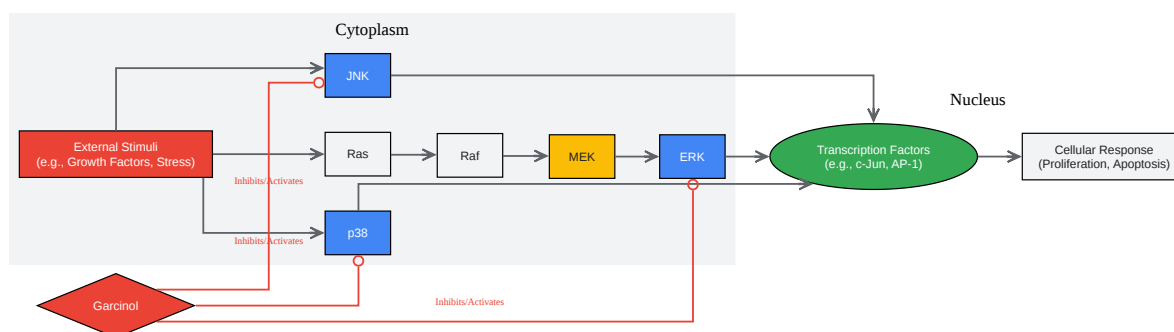 Cytoplasm
JNK
Nucleus
External Stimuli
(e.g., Growth Factors, Stress)
Ras
Raf
MEK
ERK
Transcription Factors
(e.g., c-Jun, AP-1)
Cellular Response
(Proliferation, Apoptosis)
Inhibits/Activates
p38
Inhibits/Activates
Garcinol
Inhibits/Activates